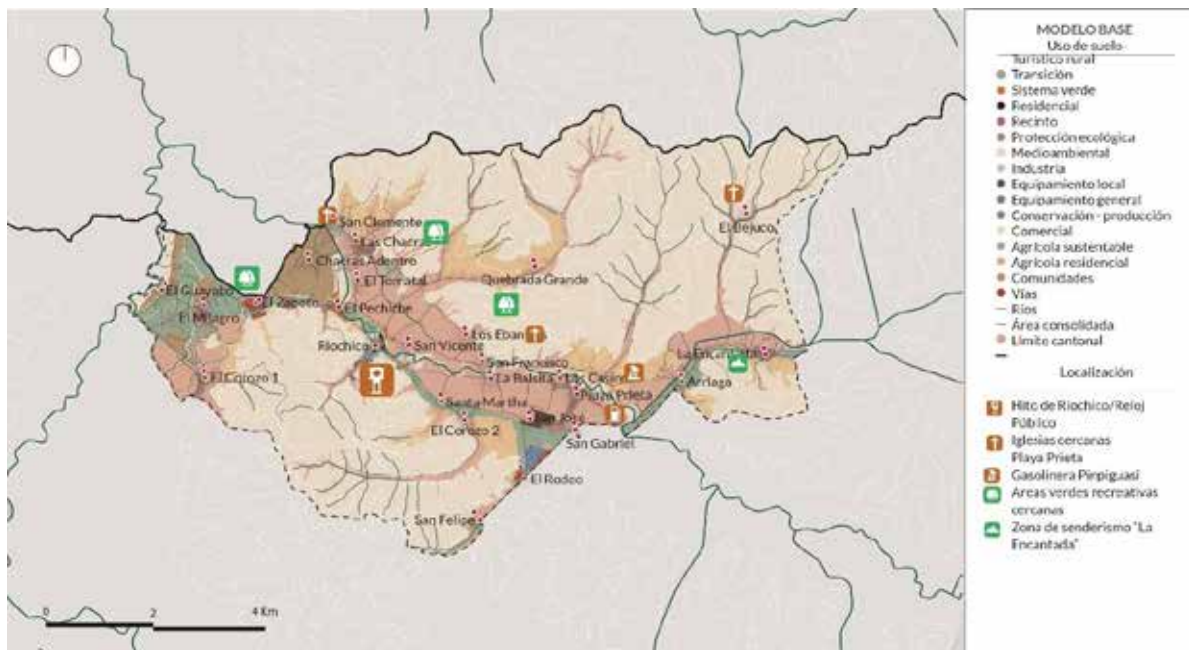 MODELO BASE
Uso de suelo
Turístico rural
Transición
Sistema verde
Residencial
Recinto
Protección ecológica
Medioambiental
Industria
Equipamiento local
Equipamiento general
Conservación - producción
Comercial
Agrícola sustentable
Agrícola residencial
Comunidades
Vías
Ríos
Área consolidada
Límite cantonal
Localización
Hito de Riochico/Reloj
Público
Iglesias cercanas
Playa Prieta
Gasolinera Pinpiguasí
Areas verdes recreativas
cercanas
Zona de senderismo "La
Encantada"
San Clemente
Las Chacras
El Bejuco
Chacras Adentro
El Tomatal
Quebrada Grande
El Guayabo
El Zapote
El Milagro
El Pechiche
Los Eban
Riochico
San Vicente
La Encantada
San Francisco
El Corozo 1
La Balsita
Playa Prieta
Arriaga
Santa Martha
San José
El Corozo 2
San Gabriel
El Rodeo
San Felipe
0 2 4 Km